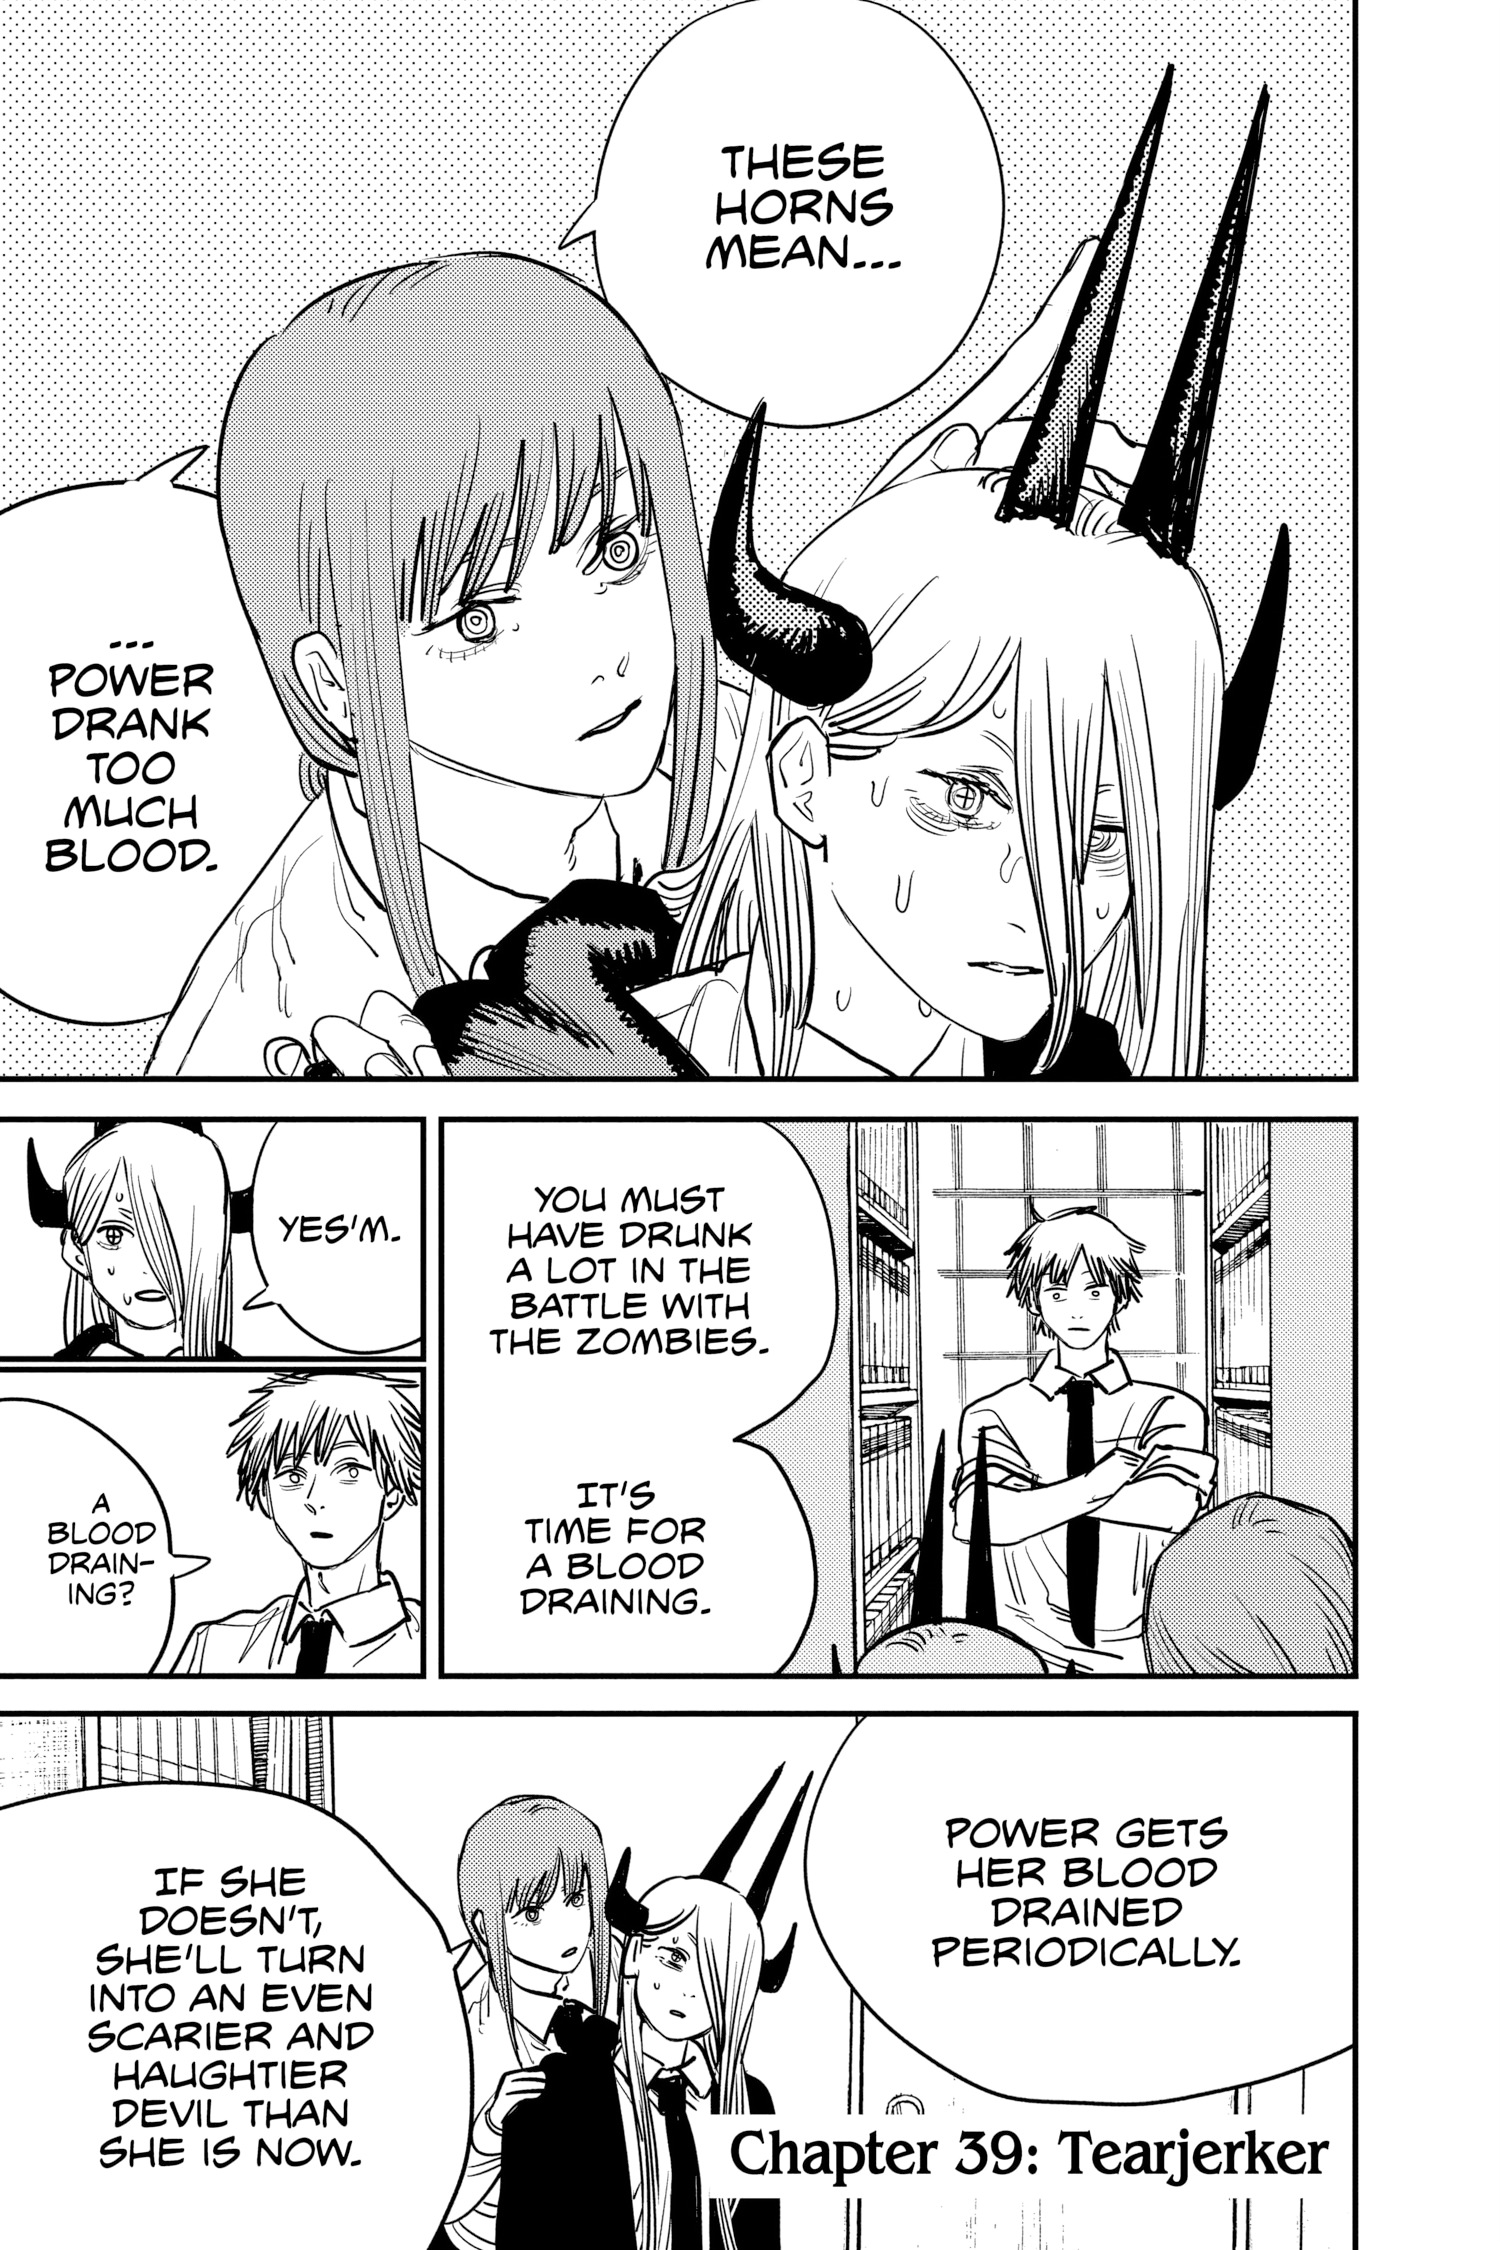 THESE
HORNS
MEAN...
...
POWER
DRANK
TOO
MUCH
BLOOD.
YOU MUST
HAVE DRUNK
A LOT IN THE
BATTLE WITH
THE ZOMBIES.
IT'S
TIME FOR
A BLOOD
DRAINING.
YES'M.
A
BLOOD
DRAIN-
ING?
POWER GETS
HER BLOOD
DRAINED
PERIODICALLY.
IF SHE
DOESN'T,
SHE'LL TURN
INTO AN EVEN
SCARIER AND
HAUGHTIER
DEVIL THAN
SHE IS NOW.
Chapter 39: Tearjerker